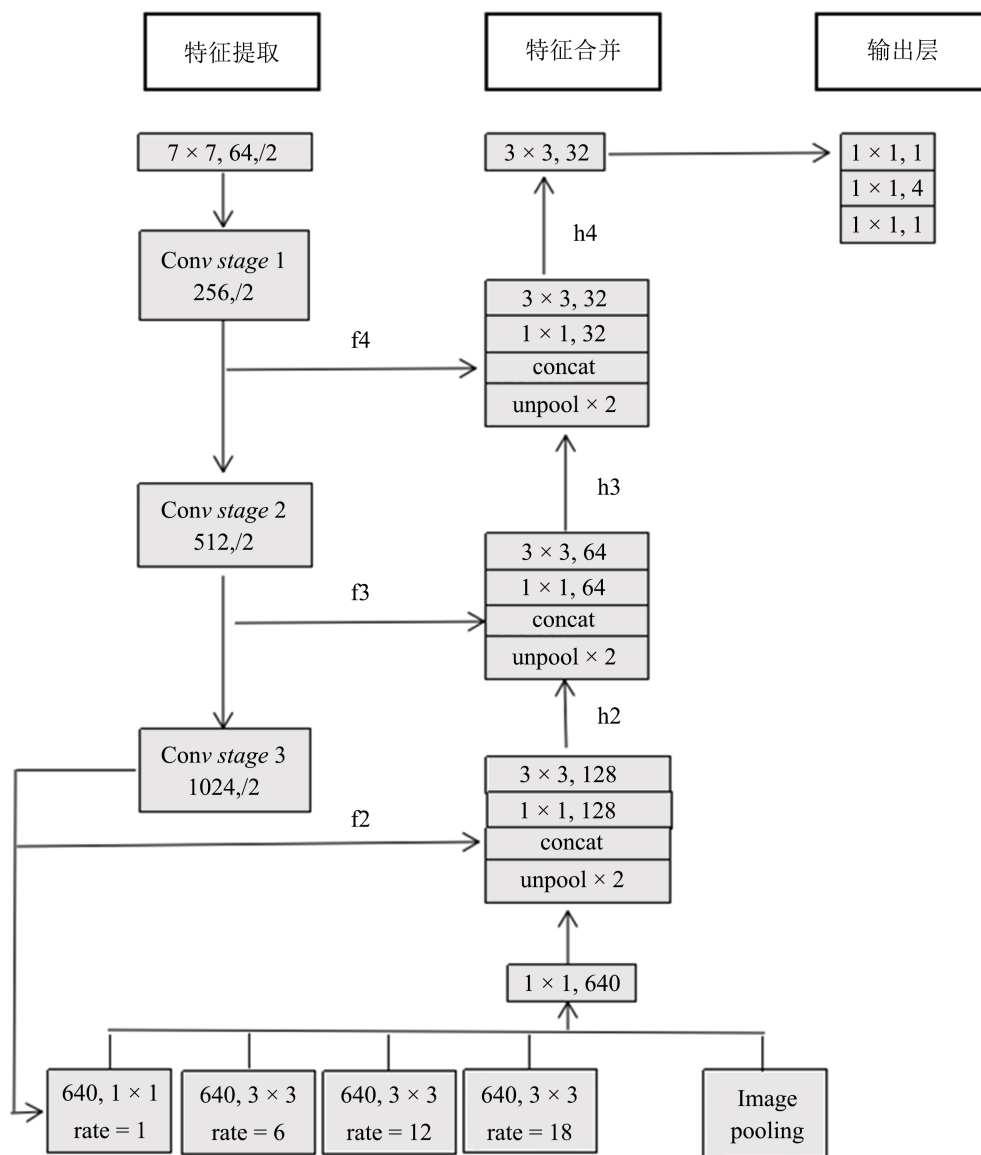 特征提取
特征合并
输出层
7 × 7, 64,/2
3 × 3, 32
1 × 1, 1
1 × 1, 4
1 × 1, 1
h4
Conv stage 1
256,/2
3 × 3, 32
1 × 1, 32
f4
concat
unpool × 2
h3
Conv stage 2
512,/2
3 × 3, 64
1 × 1, 64
f3
concat
unpool × 2
h2
Conv stage 3
1024,/2
3 × 3, 128
1 × 1, 128
f2
concat
unpool × 2
1 × 1, 640
640, 1 × 1
rate = 1
640, 3 × 3
rate = 6
640, 3 × 3
rate = 12
640, 3 × 3
rate = 18
Image
pooling